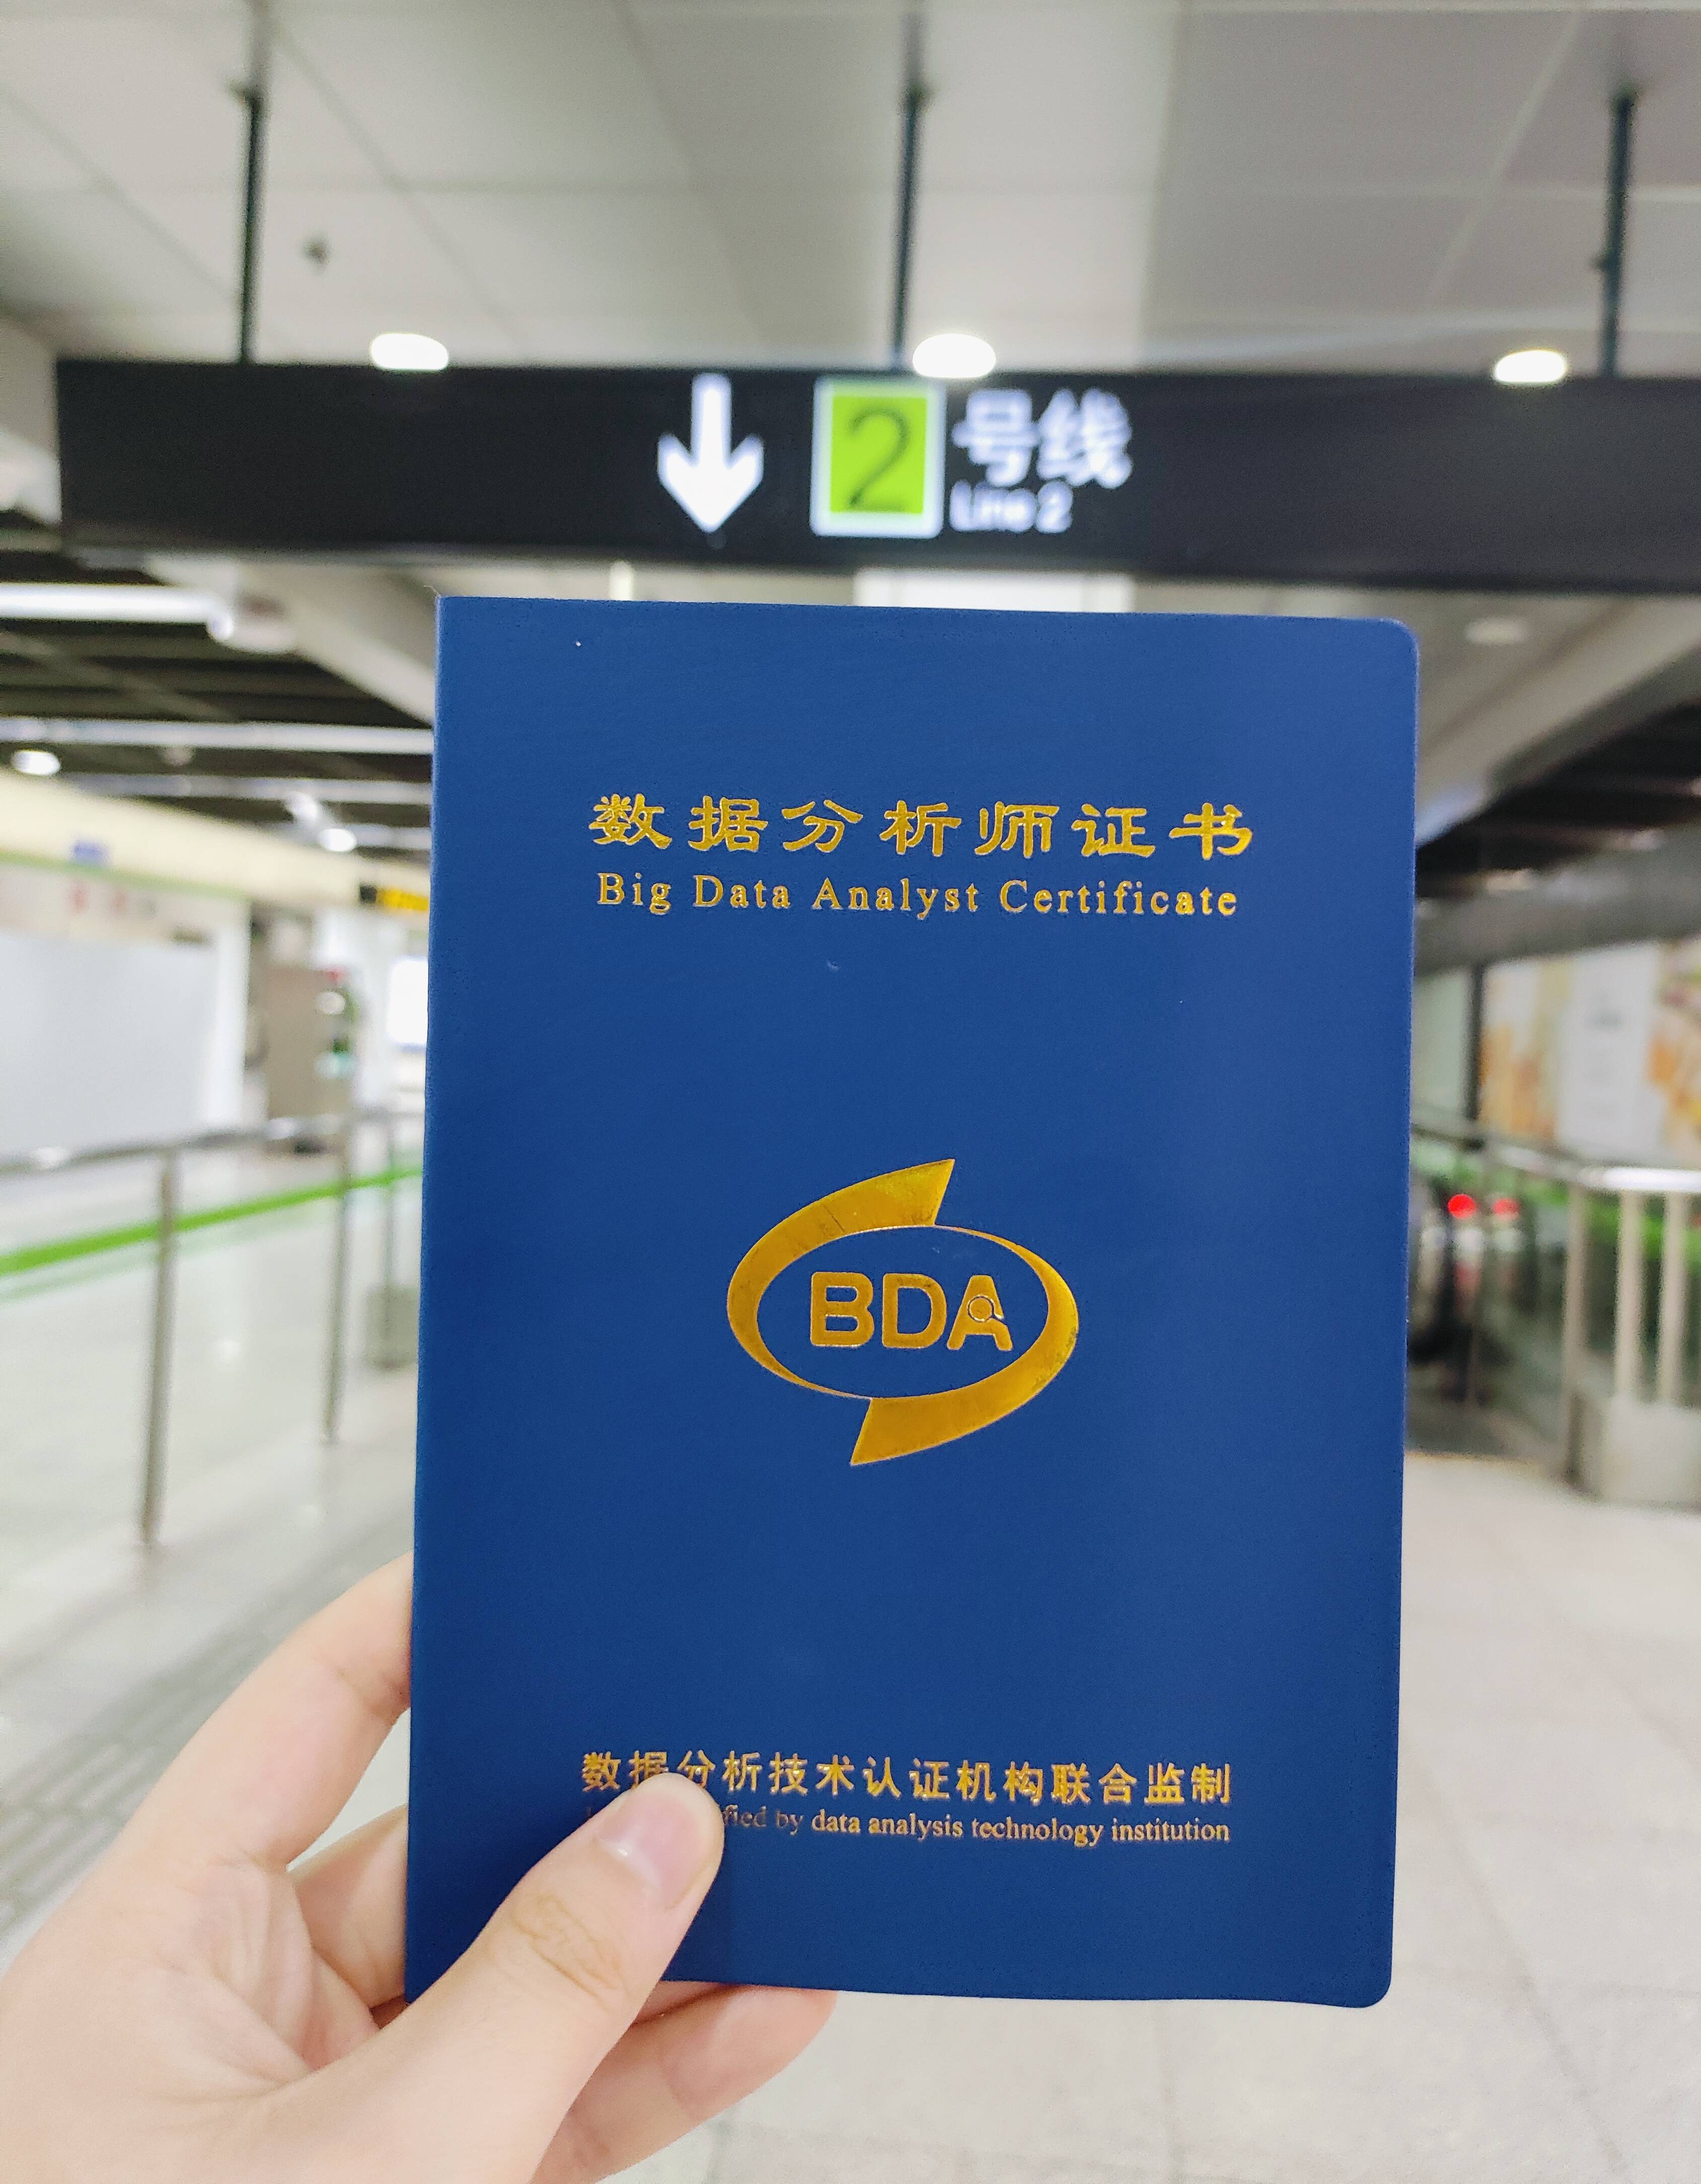 2 号线
Line 2
数据分析师证书
Big Data Analyst Certificate
BDA
数据分析技术认证机构联合监制
by data analysis technology institution